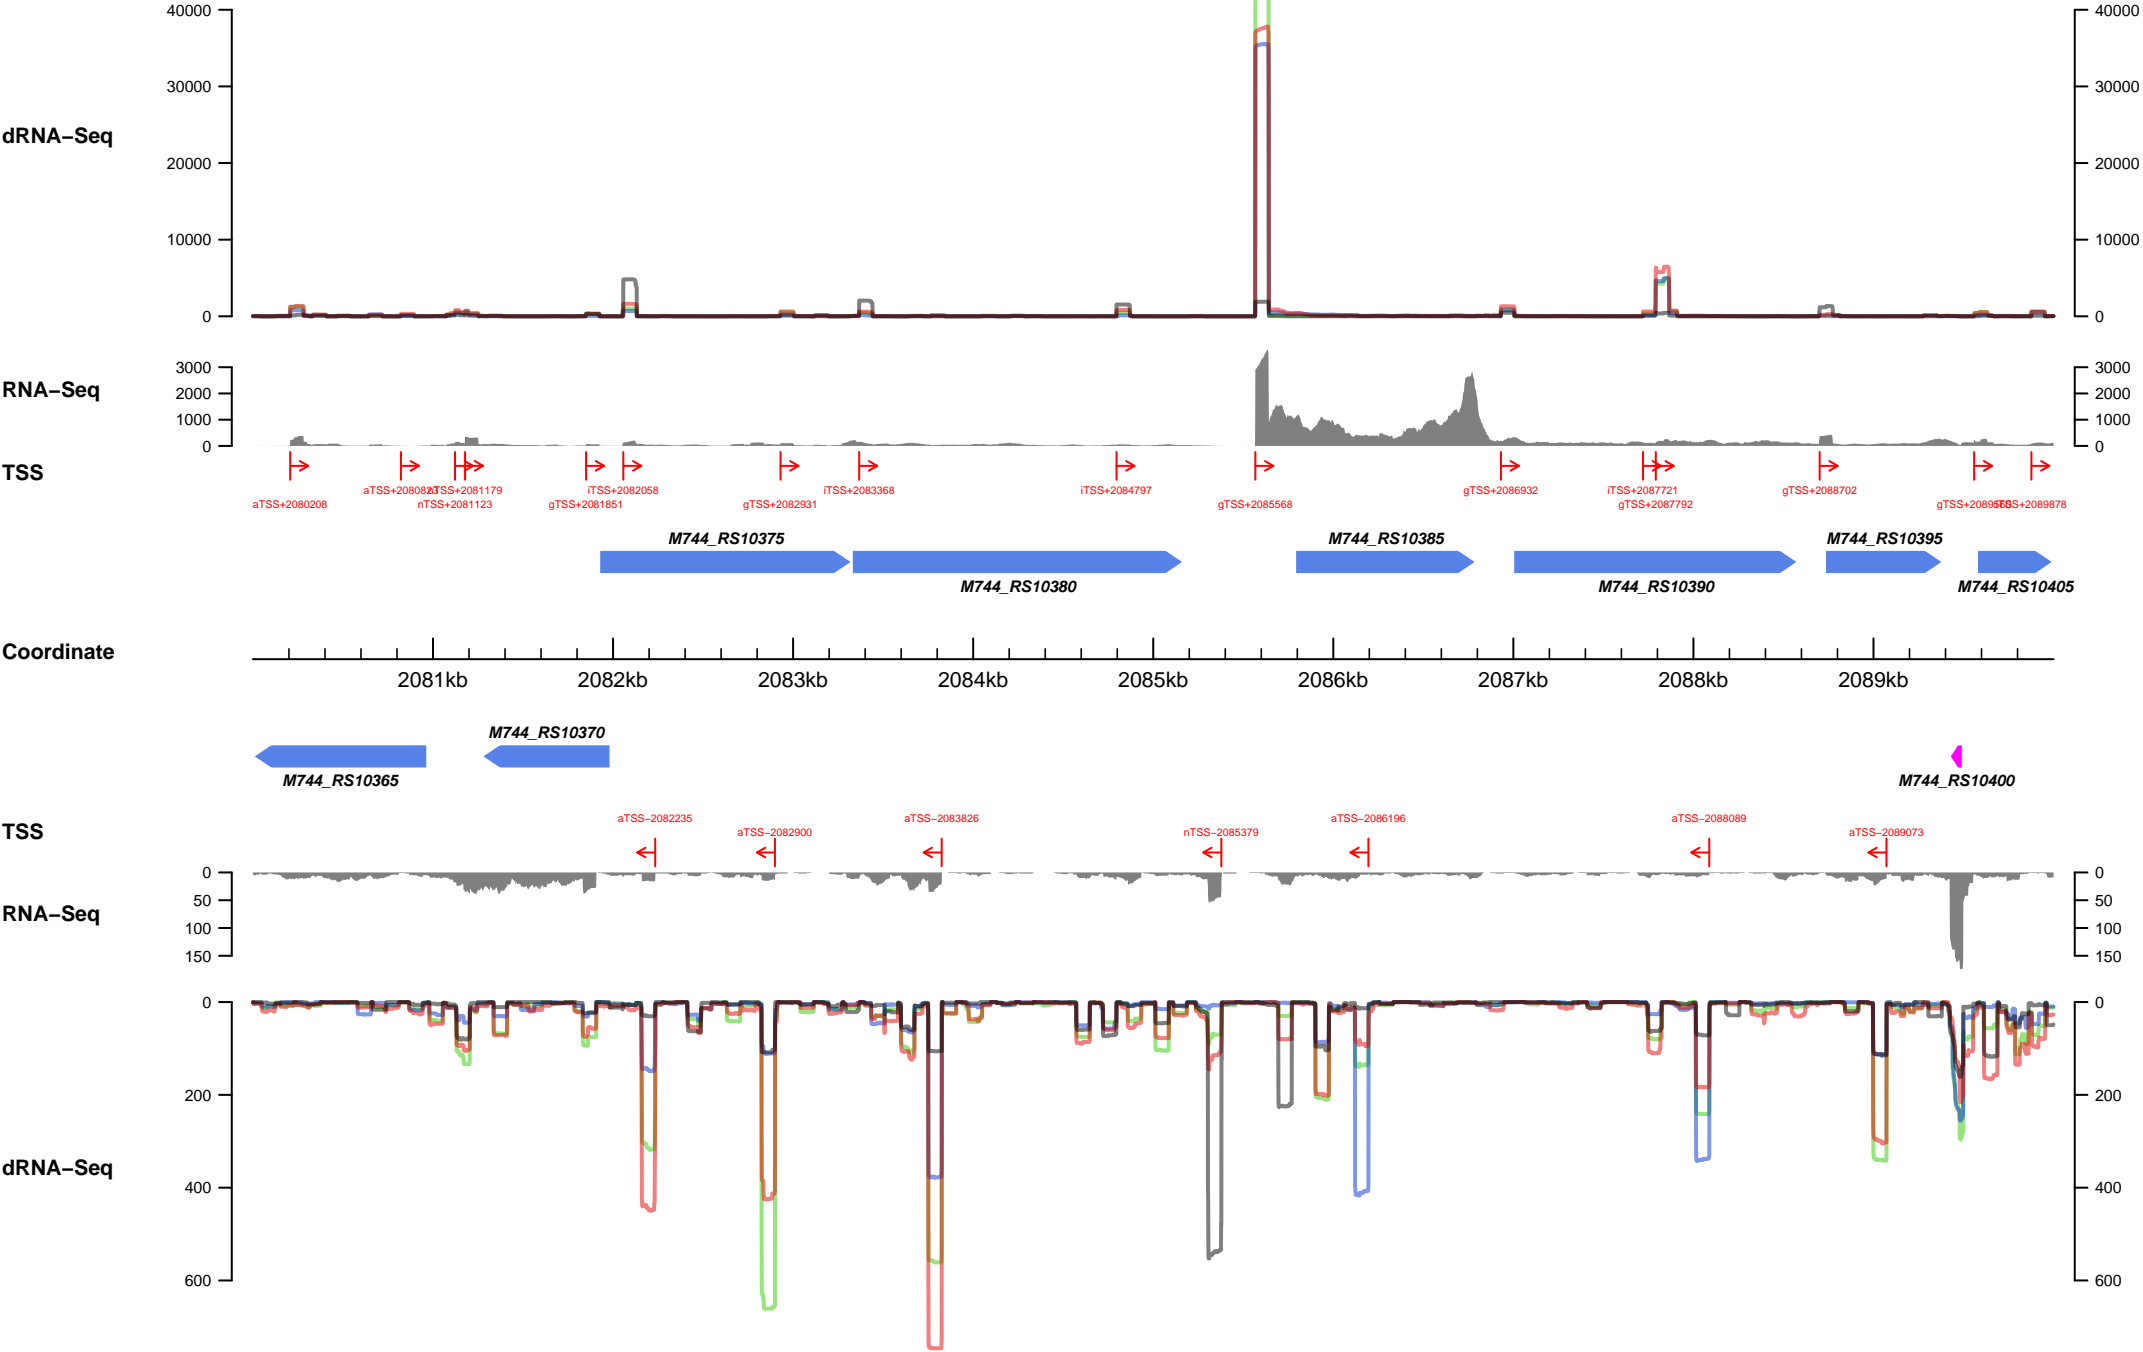 40000 40000
30000 30000
dRNA–Seq
20000 20000
10000 10000
0 0
3000 3000
RNA–Seq
2000 2000
1000 1000
0 0
TSS
aTSS+2080823 nTSS+2081179 iTSS+2082058 iTSS+2083368 iTSS+2084797 gTSS+2086932 iTSS+2087721 gTSS+2088702
aTSS+2080208 nTSS+2081123 gTSS+2081851 gTSS+2082931 gTSS+2085568 gTSS+2087792 iTSS+2089878
M744_RS10375 M744_RS10385 M744_RS10395
M744_RS10380 M744_RS10390 M744_RS10405
Coordinate
2081kb 2082kb 2083kb 2084kb 2085kb 2086kb 2087kb 2088kb 2089kb
M744_RS10370
M744_RS10365 M744_RS10400
TSS
aTSS–2082235 aTSS–2083826 aTSS–2086196 aTSS–2088089
aTSS–2082900 nTSS–2085379 aTSS–2089073
0 0
50 50
RNA–Seq
100 100
150 150
0 0
200 200
dRNA–Seq
400 400
600 600